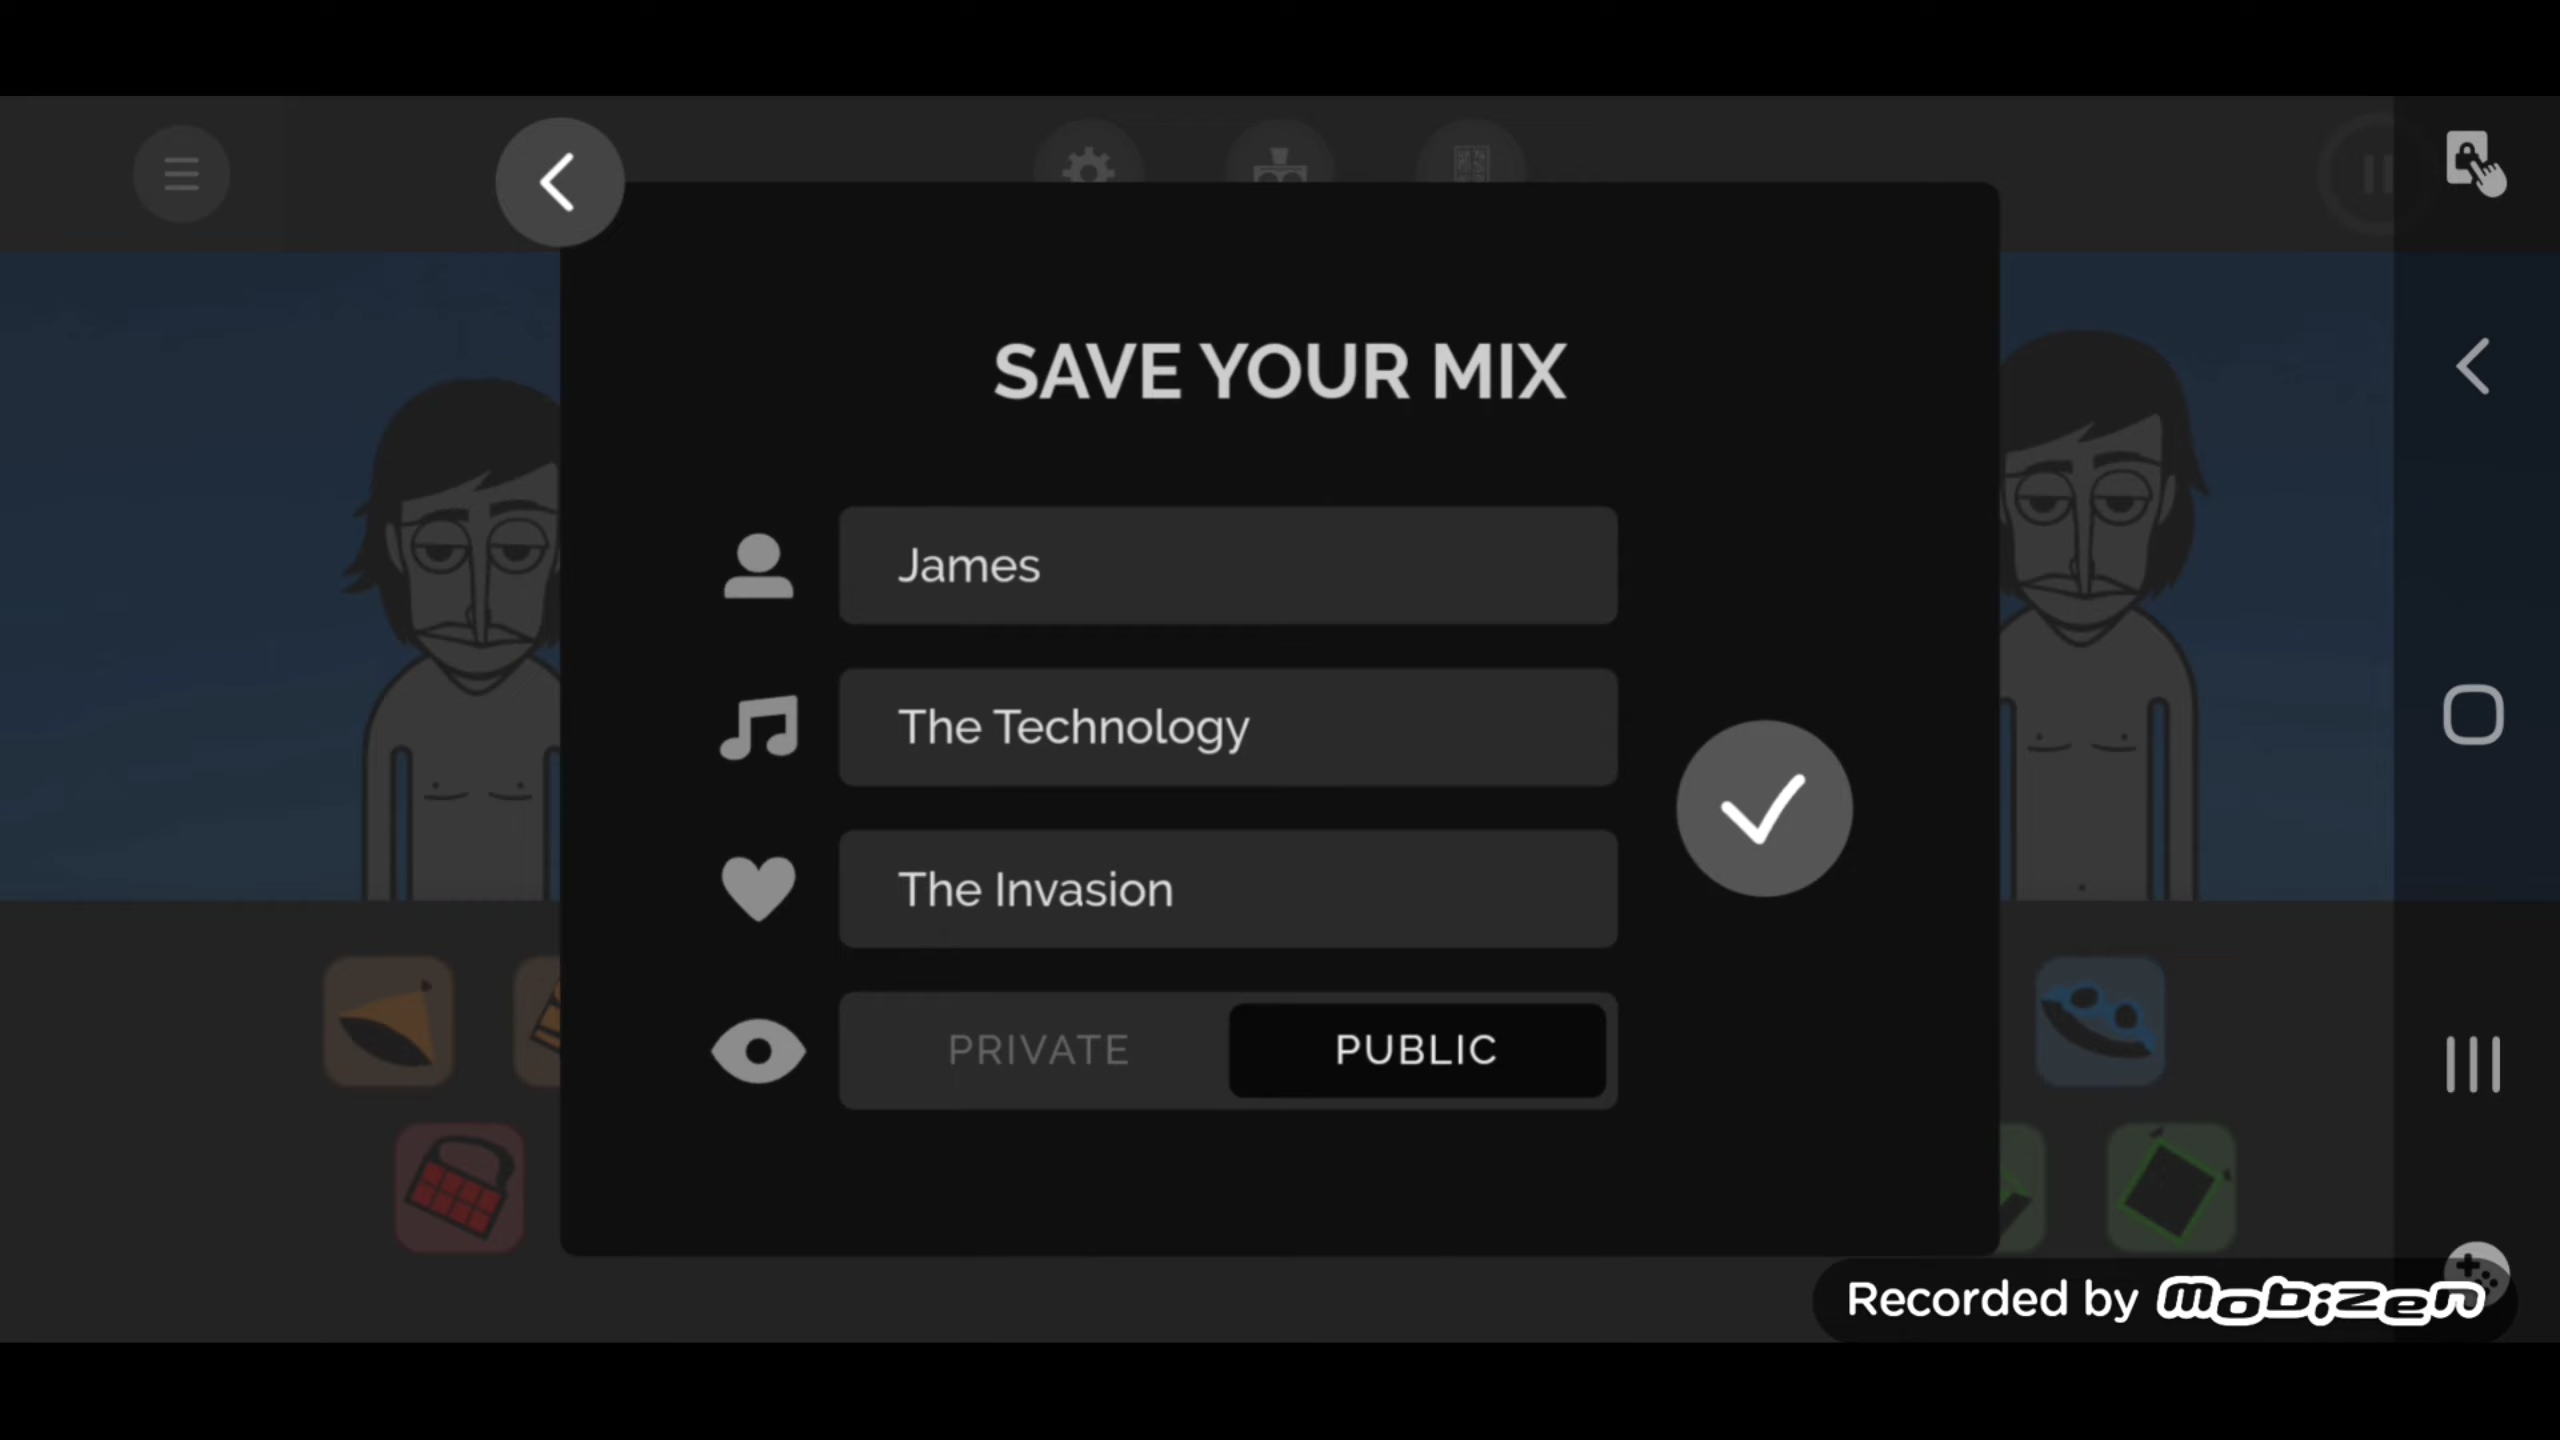 SAVE YOUR MIX
James
The Technology
The Invasion
PRIVATE PUBLIC
Recorded by mobizen